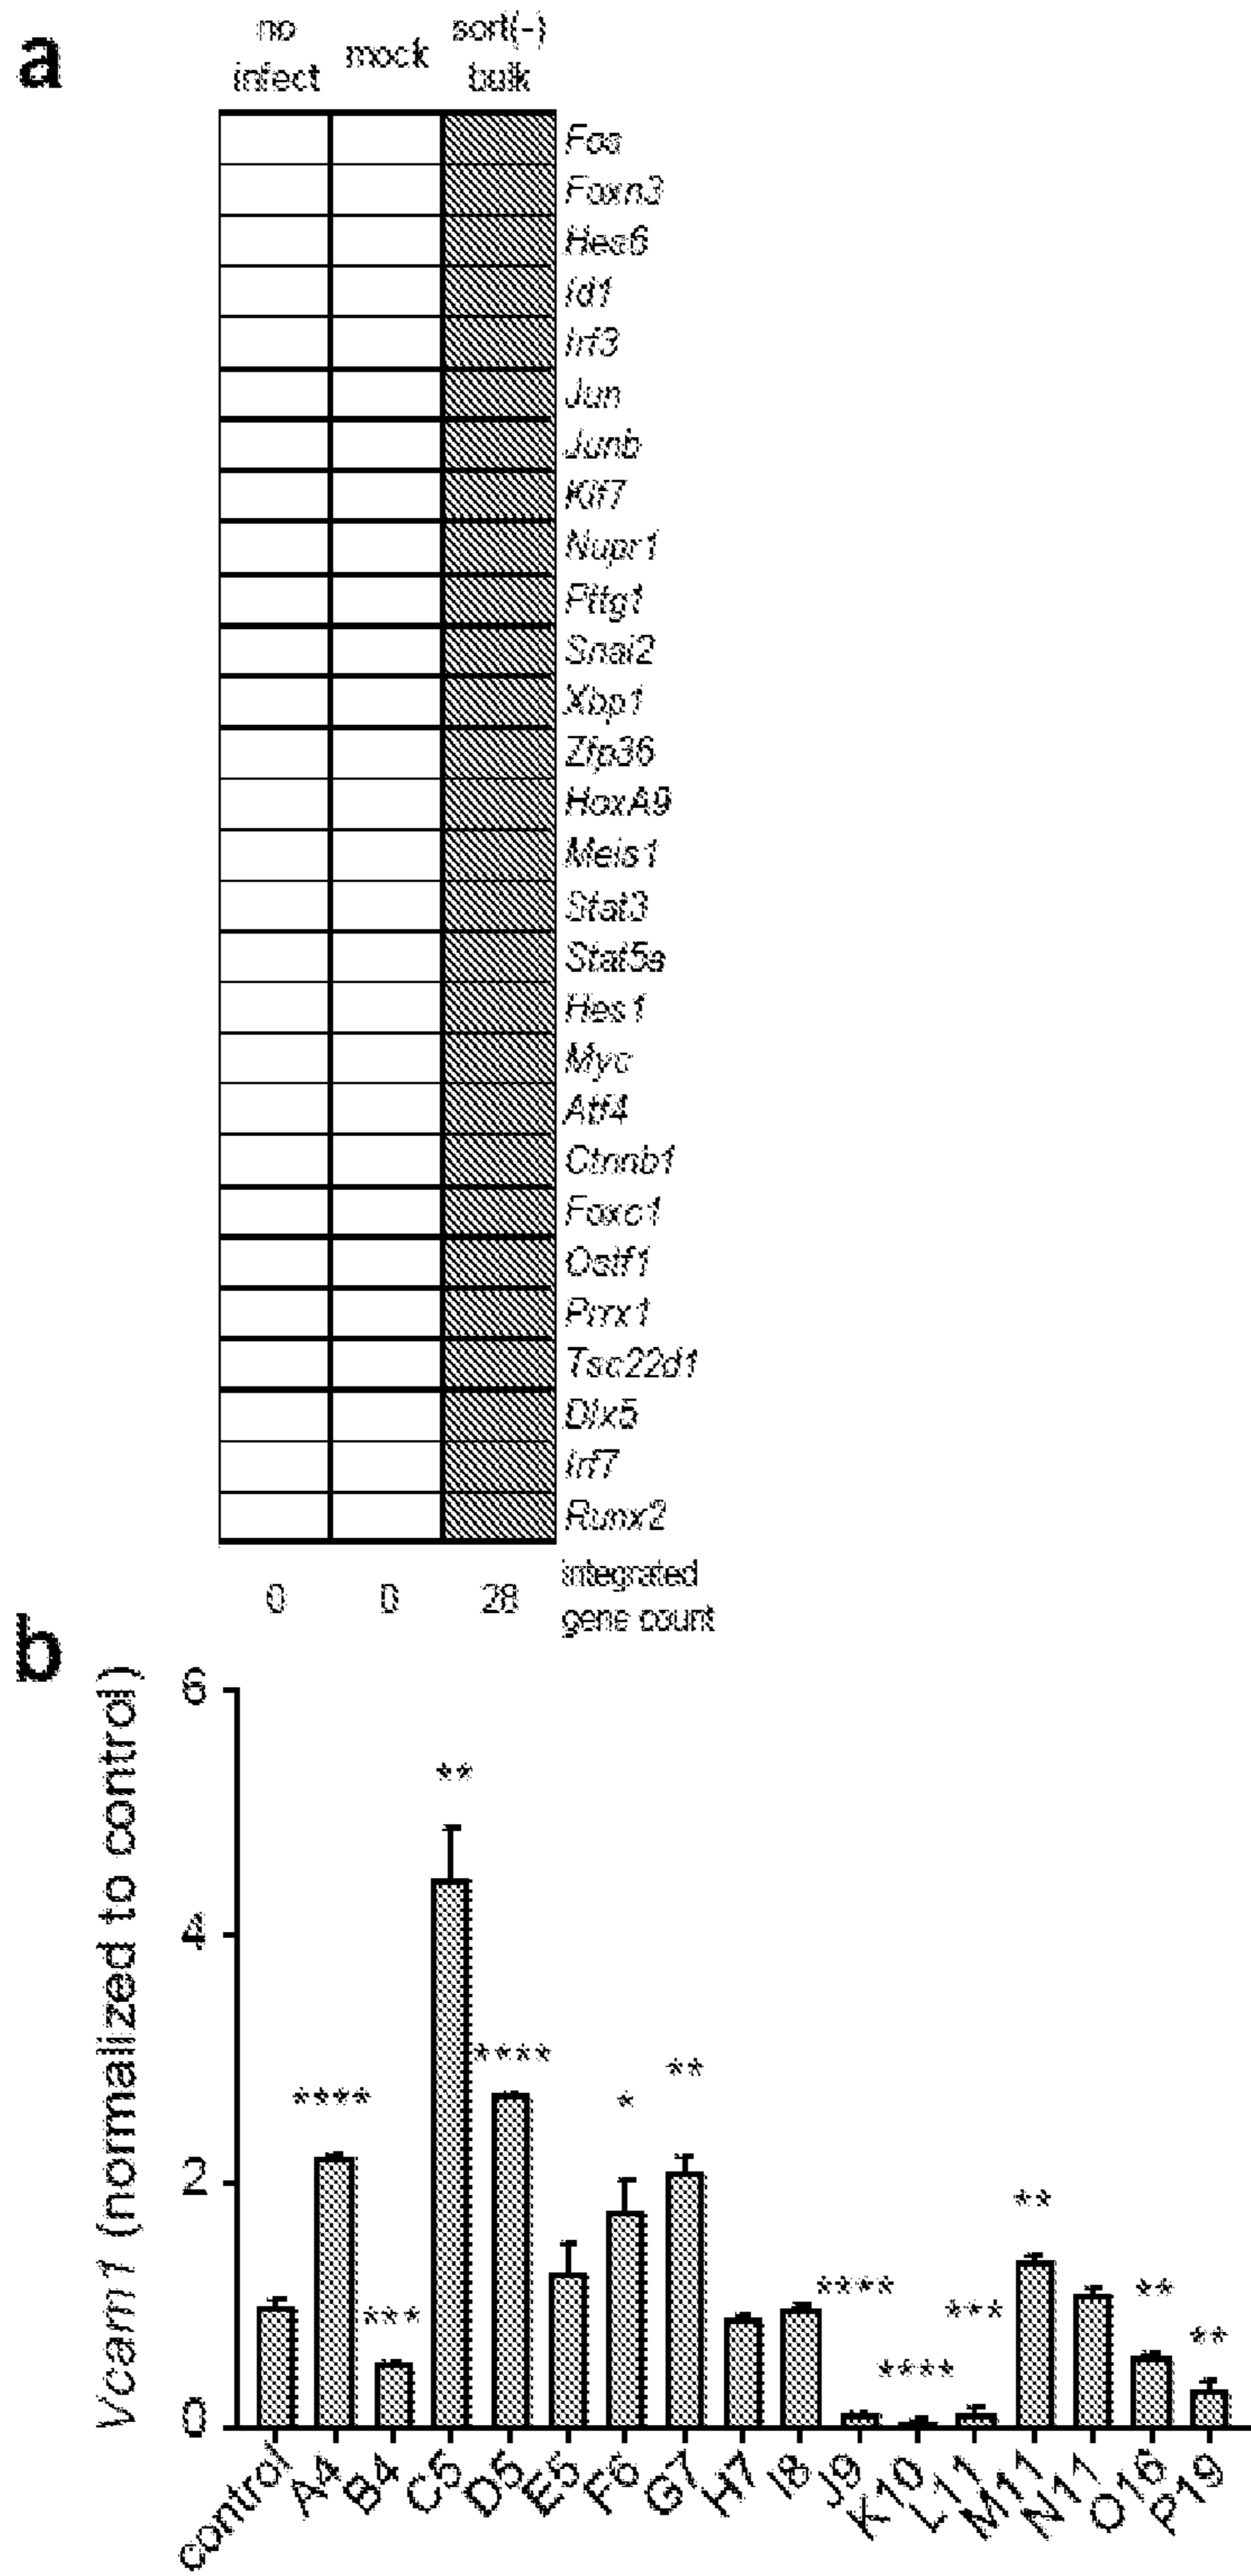 a
no
infect
mock
sort(-)
bulk
Fos
Foxn3
Hes6
Id1
Irf3
Jun
Junb
Klf7
Nupr1
Pttg1
Snai2
Xbp1
Zfp36
HoxA9
Meis1
Stat3
Stat5a
Hes1
Myc
Atf4
Ctnnb1
Foxc1
Ostf1
Prrx1
Tsc22d1
Dlx5
Irf7
Runx2
0
0
28
integrated
gene count
b
Vcam1 (normalized to control)
6
4
2
0
**
****
****
***
*
**
****
****
***
**
**
**
control
A4
B4
C5
D5
E5
F6
G7
H7
I8
J9
K10
L11
M11
N11
O16
P19